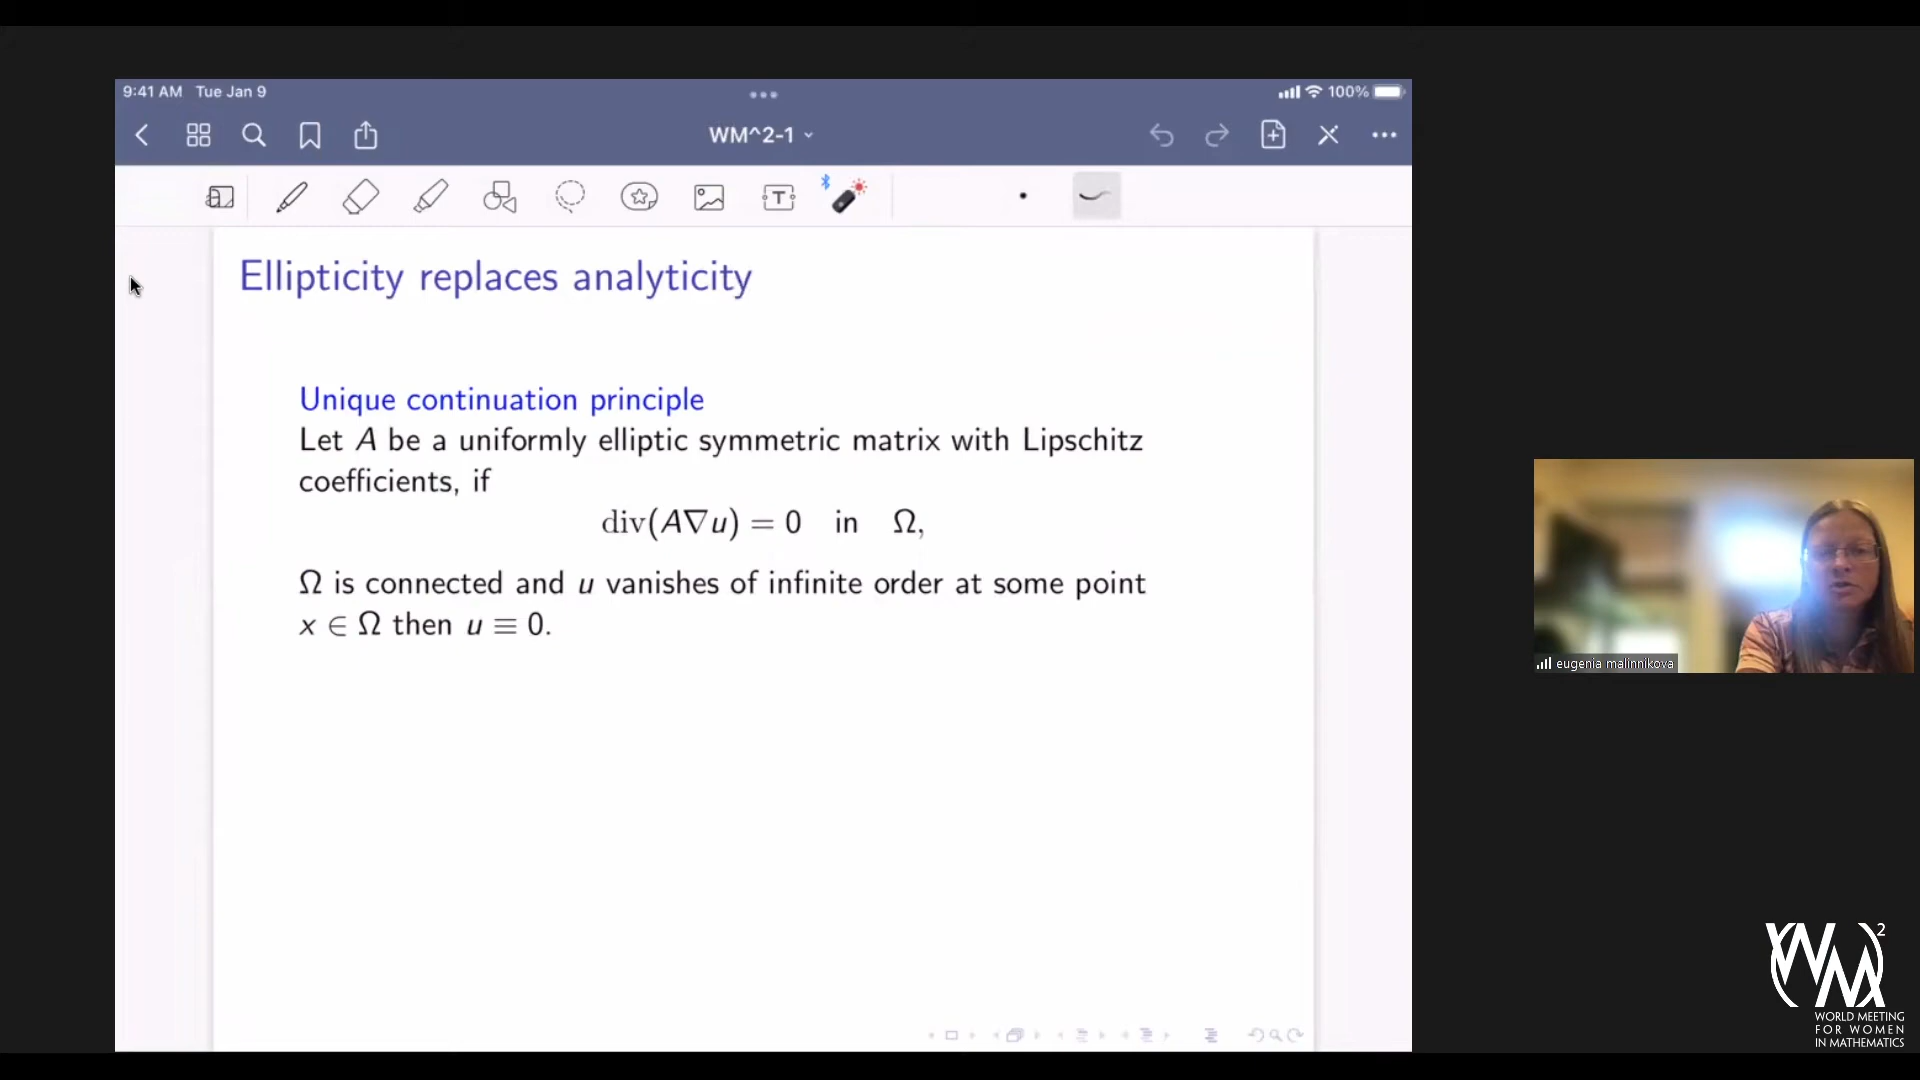 9:41 AM Tue Jan 9
100%
WM^2-1
T
Ellipticity replaces analyticity
Unique continuation principle
Let A be a uniformly elliptic symmetric matrix with Lipschitz
coefficients, if
div(A∇u) = 0 in Ω,
Ω is connected and u vanishes of infinite order at some point
x ∈ Ω then u ≡ 0.
eugenia malinnikova
WM 2
WORLD MEETING
FOR WOMEN
IN MATHEMATICS